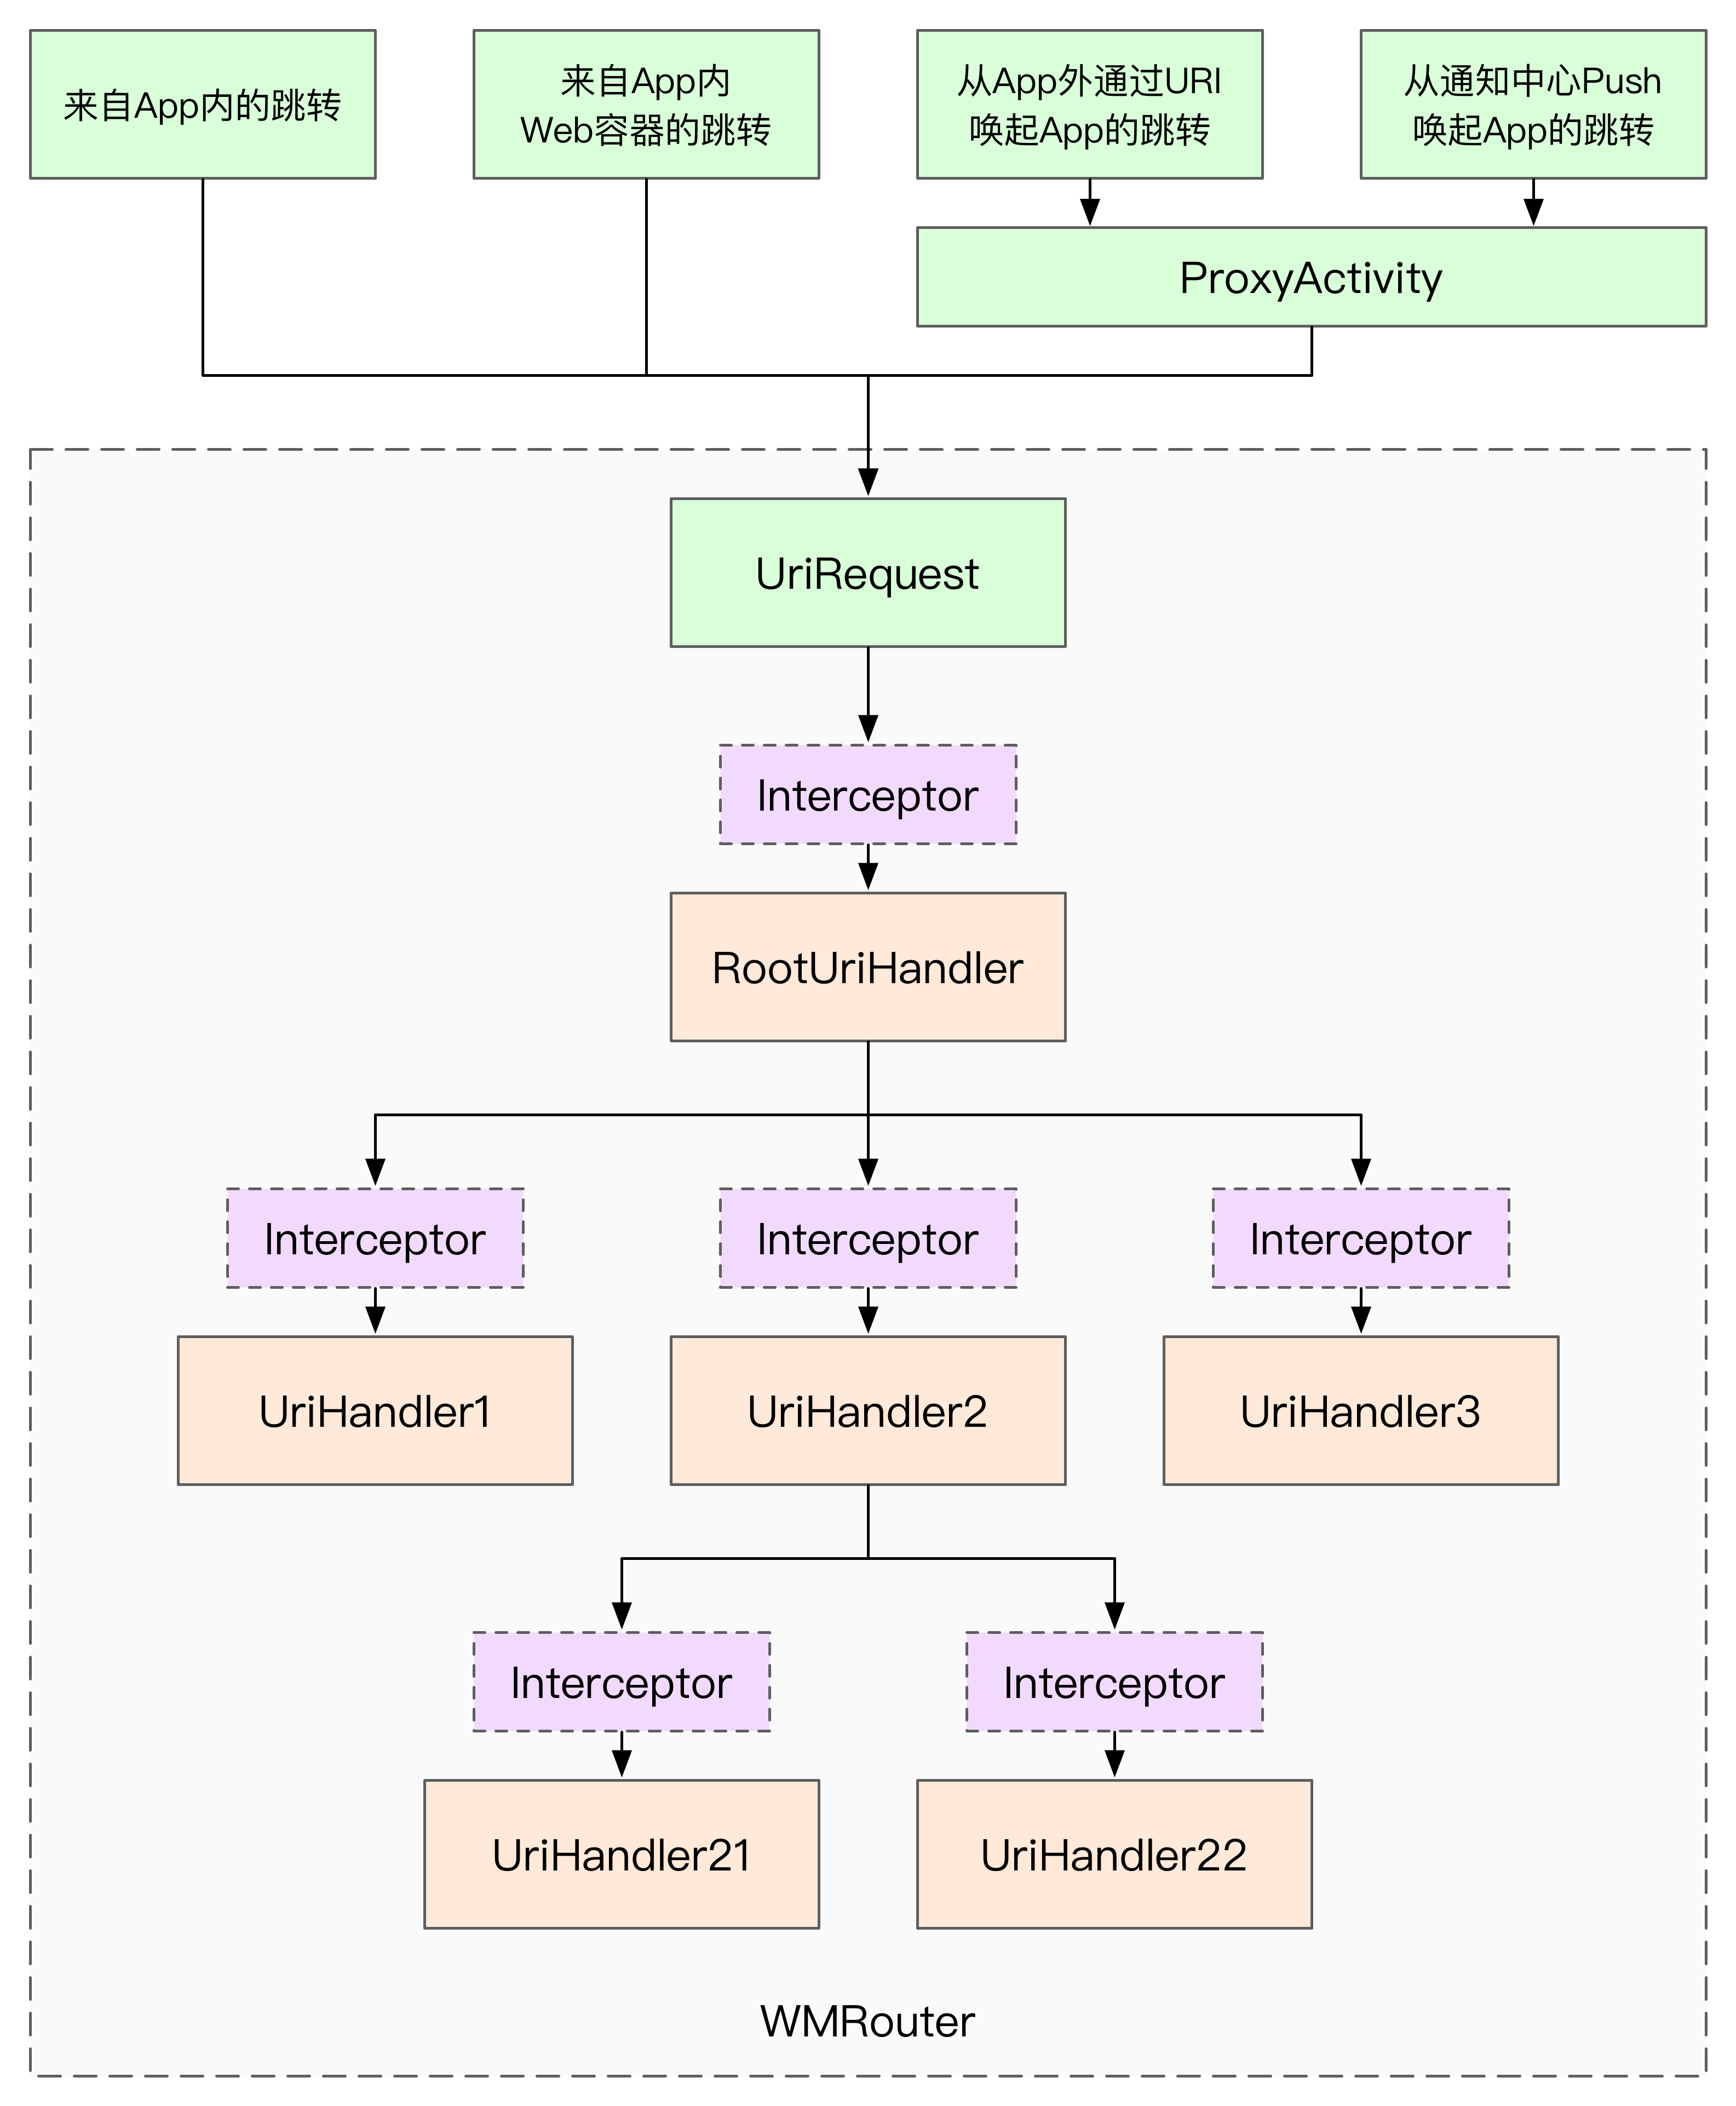 来自App内的跳转
来自App内
Web容器的跳转
从App外通过URI
唤起App的跳转
从通知中心Push
唤起App的跳转
ProxyActivity
UriRequest
Interceptor
RootUriHandler
Interceptor
Interceptor
Interceptor
UriHandler1
UriHandler2
UriHandler3
Interceptor
Interceptor
UriHandler21
UriHandler22
WMRouter